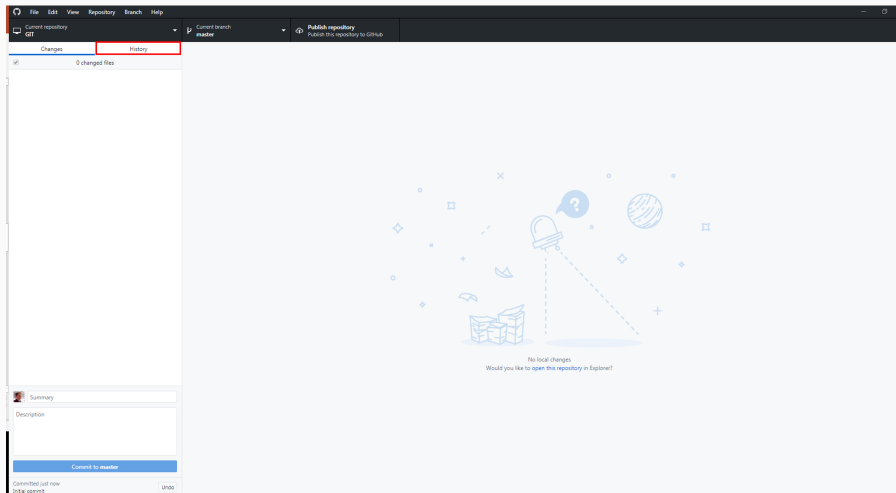 File Edit View Repository Branch Help
Current repository
GIT
Current branch
master
Publish repository
Publish this repository to GitHub
Changes History
0 changed files
?
No local changes
Would you like to open this repository in Explorer?
Summary
Description
Commit to master
Committed just now
Initial commit
Undo